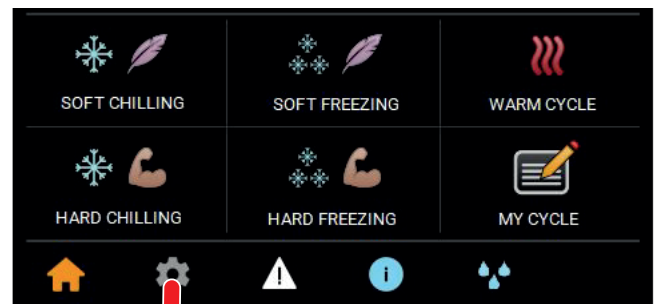 SOFT CHILLING
SOFT FREEZING
WARM CYCLE
HARD CHILLING
HARD FREEZING
MY CYCLE